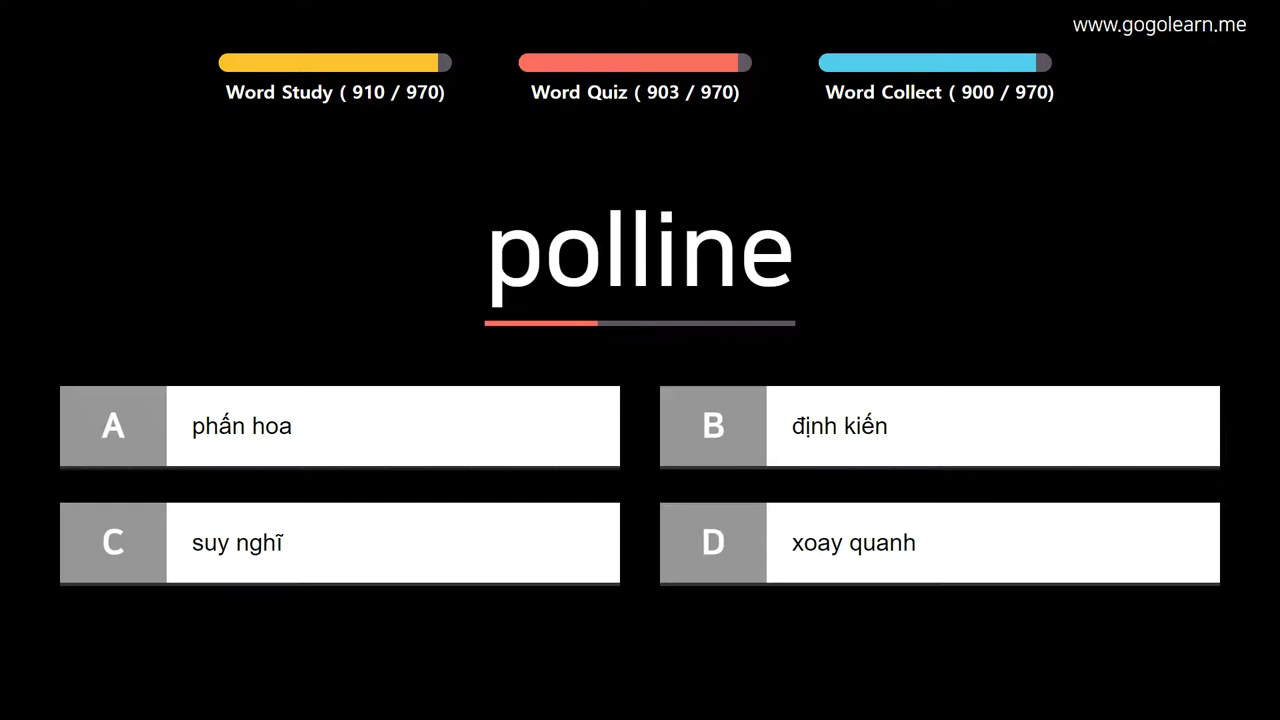 www.gogolearn.me
Word Study ( 910 / 970)
Word Quiz ( 903 / 970)
Word Collect ( 900 / 970)
polline
A phấn hoa
B định kiến
C suy nghĩ
D xoay quanh